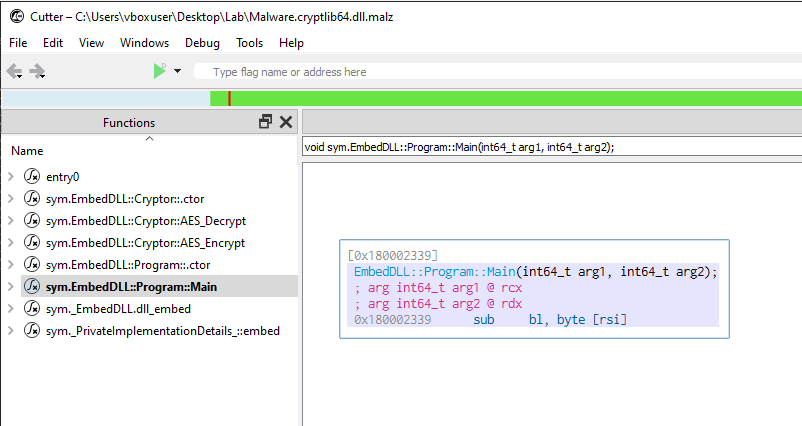 Cutter – C:\Users\vboxuser\Desktop\Lab\Malware.cryptlib64.dll.malz
File Edit View Windows Debug Tools Help
Type flag name or address here
Functions
Name
void sym.EmbedDLL::Program::Main(int64_t arg1, int64_t arg2);
entry0
sym.EmbedDLL::Cryptor::.ctor
sym.EmbedDLL::Cryptor::AES_Decrypt
sym.EmbedDLL::Cryptor::AES_Encrypt
sym.EmbedDLL::Program::.ctor
sym.EmbedDLL::Program::Main
sym._EmbedDLL.dll_embed
sym._PrivateImplementationDetails_::embed
[0x180002339]
EmbedDLL::Program::Main(int64_t arg1, int64_t arg2);
; arg int64_t arg1 @ rcx
; arg int64_t arg2 @ rdx
0x180002339 sub bl, byte [rsi]